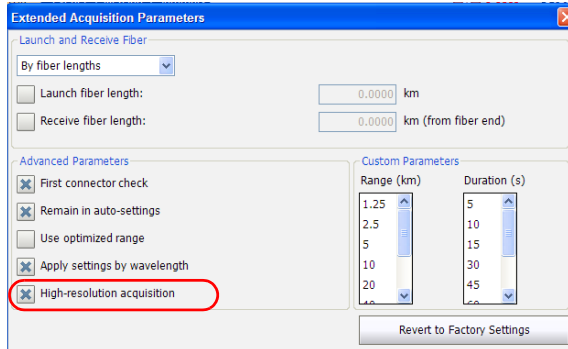 Extended Acquisition Parameters
Launch and Receive Fiber
By fiber lengths
Launch fiber length: 0.0000 km
Receive fiber length: 0.0000 km (from fiber end)
Advanced Parameters
First connector check
Remain in auto-settings
Use optimized range
Apply settings by wavelength
High-resolution acquisition
Custom Parameters
Range (km) Duration (s)
1.25 5
2.5 10
5 15
10 30
20 45
Revert to Factory Settings